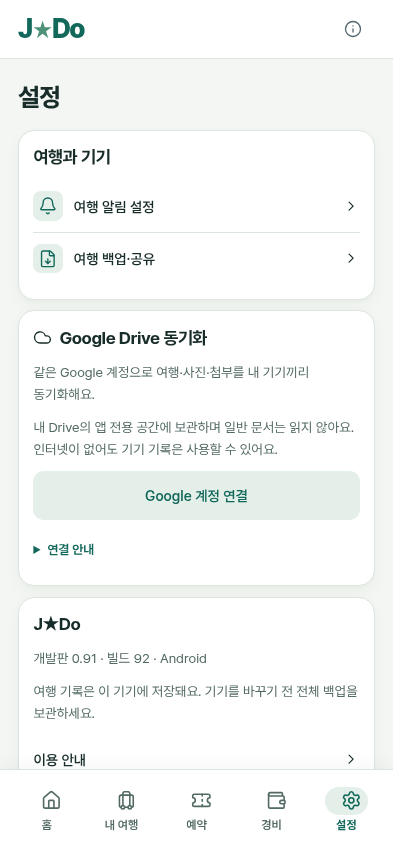 J★Do
설정
여행과 기기
여행 알림 설정
여행 백업·공유
Google Drive 동기화
같은 Google 계정으로 여행·사진·첨부를 내 기기끼리
동기화해요.
내 Drive의 앱 전용 공간에 보관하며 일반 문서는 읽지 않아요.
인터넷이 없어도 기기 기록은 사용할 수 있어요.
Google 계정 연결
▶ 연결 안내
J★Do
개발판 0.91 · 빌드 92 · Android
여행 기록은 이 기기에 저장돼요. 기기를 바꾸기 전 전체 백업을
보관하세요.
이용 안내
홈 내 여행 예약 경비 설정